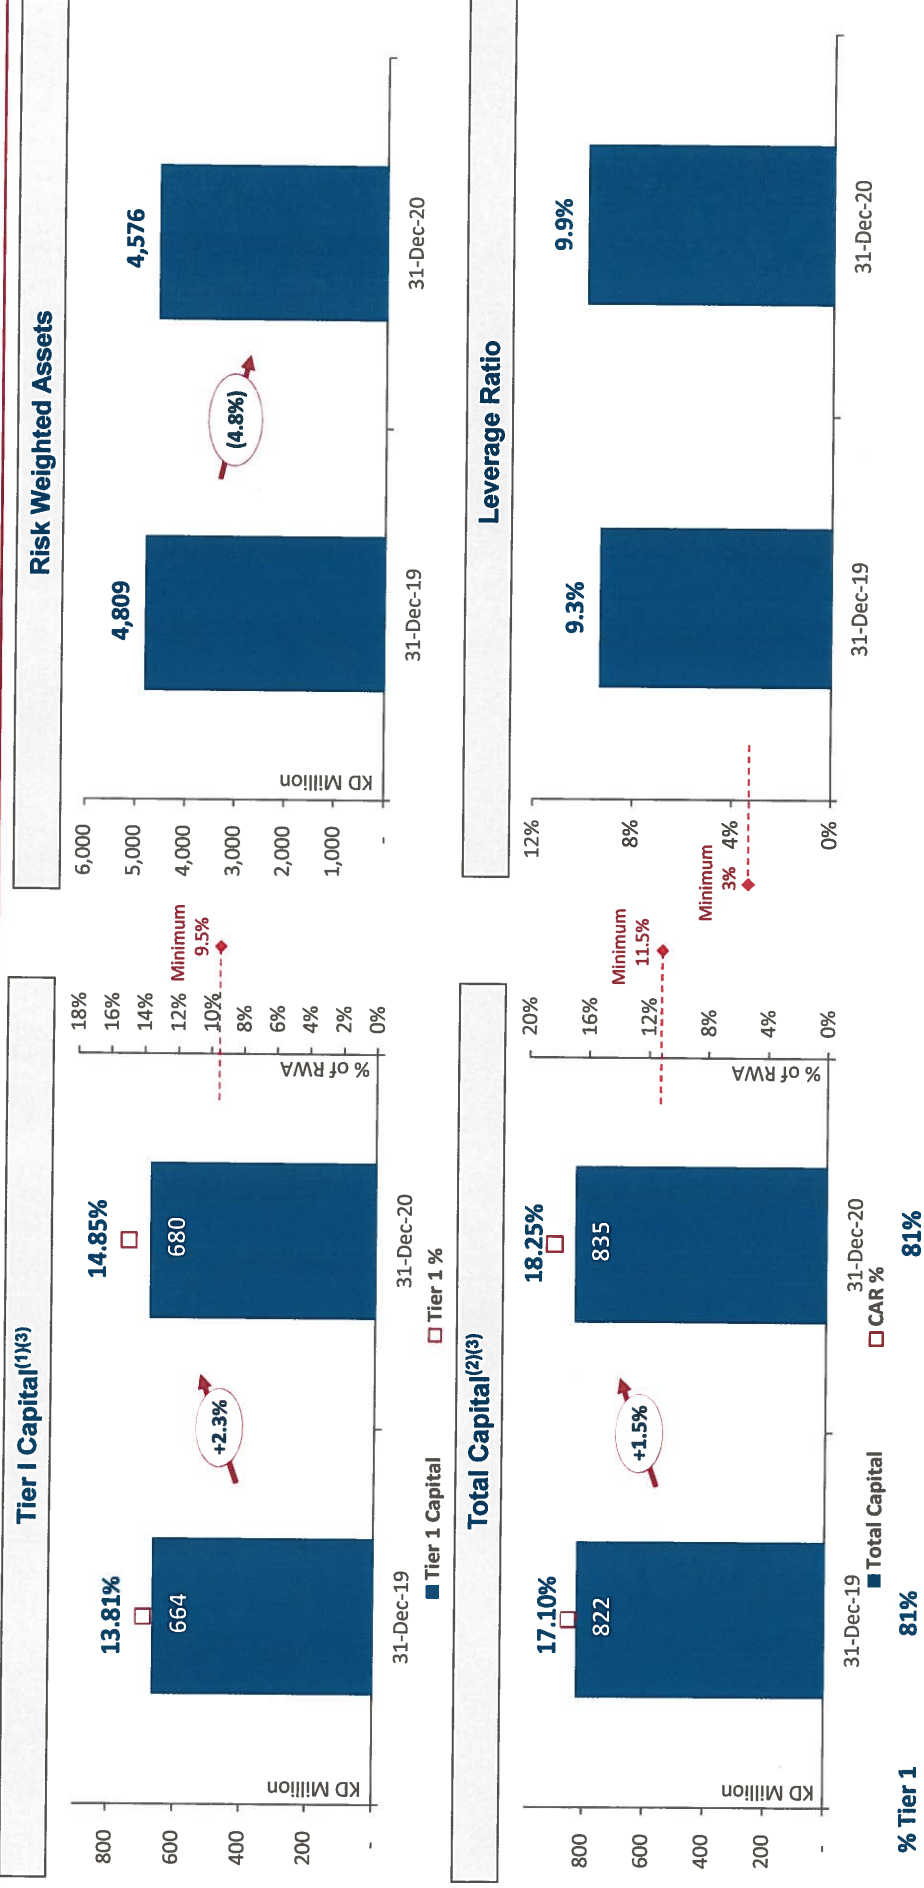 Tier I Capital(1)(3)
800
600
400
200
-
KD Million
13.81%
664
31-Dec-19
+2.3%
14.85%
680
31-Dec-20
18%
16%
14%
12%
10%
8%
6%
4%
2%
0%
% of RWA
Minimum
9.5%
Tier 1 Capital
Tier 1 %
Risk Weighted Assets
6,000
5,000
4,000
3,000
2,000
1,000
-
KD Million
4,809
31-Dec-19
(4.8%)
4,576
31-Dec-20
Total Capital(2)(3)
800
600
400
200
-
KD Million
17.10%
822
31-Dec-19
+1.5%
18.25%
835
31-Dec-20
20%
16%
12%
8%
4%
0%
% of RWA
Minimum
11.5%
Total Capital
CAR %
% Tier 1 81% 81%
Leverage Ratio
12%
8%
4%
0%
Minimum
3%
9.3%
31-Dec-19
9.9%
31-Dec-20